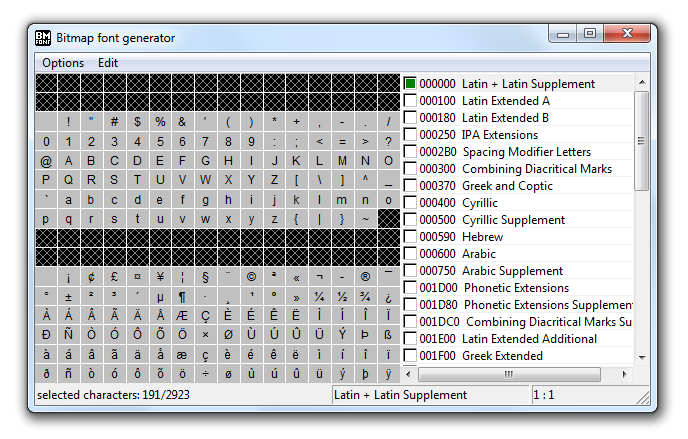 BM FONT Bitmap font generator
Options Edit
! " # $ % & ' ( ) * + , - . /
0 1 2 3 4 5 6 7 8 9 : ; < = > ?
@ A B C D E F G H I J K L M N O
P Q R S T U V W X Y Z [ \ ] ^ _
` a b c d e f g h i j k l m n o
p q r s t u v w x y z { | } ~
¡ ¢ £ ¤ ¥ ¦ § ¨ © ª « ¬ - ® ¯
° ± ² ³ ´ µ ¶ · ¸ ¹ º » ¼ ½ ¾ ¿
À Á Â Ã Ä Å Æ Ç È É Ê Ë Ì Í Î Ï
Ð Ñ Ò Ó Ô Õ Ö × Ø Ù Ú Û Ü Ý Þ ß
à á â ã ä å æ ç è é ê ë ì í î ï
ð ñ ò ó ô õ ö ÷ ø ù ú û ü ý þ ÿ
000000 Latin + Latin Supplement
000100 Latin Extended A
000180 Latin Extended B
000250 IPA Extensions
0002B0 Spacing Modifier Letters
000300 Combining Diacritical Marks
000370 Greek and Coptic
000400 Cyrillic
000500 Cyrillic Supplement
000590 Hebrew
000600 Arabic
000750 Arabic Supplement
001D00 Phonetic Extensions
001D80 Phonetic Extensions Supplemen
001DC0 Combining Diacritical Marks Su
001E00 Latin Extended Additional
001F00 Greek Extended
selected characters: 191/2923
Latin + Latin Supplement
1 : 1